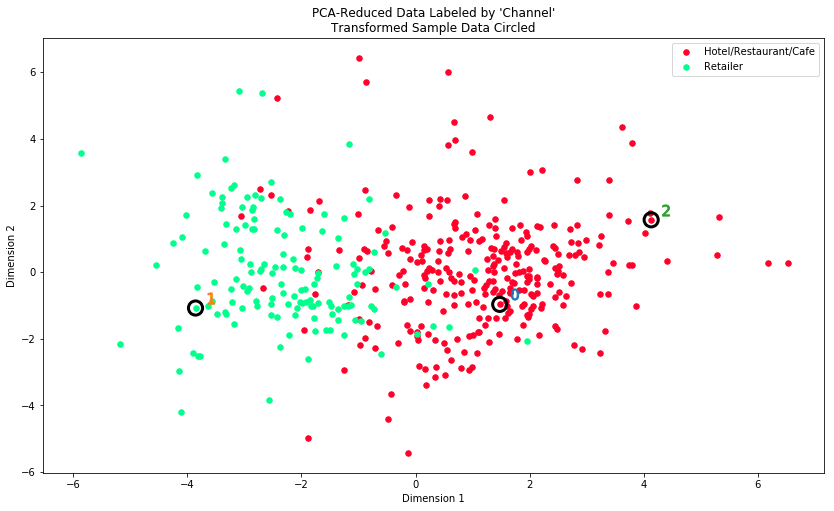 PCA-Reduced Data Labeled by 'Channel'
Transformed Sample Data Circled
Hotel/Restaurant/Cafe
Retailer
6
4
2
0
−2
−4
−6
Dimension 2
1
0
2
−6
−4
−2
0
2
4
6
Dimension 1